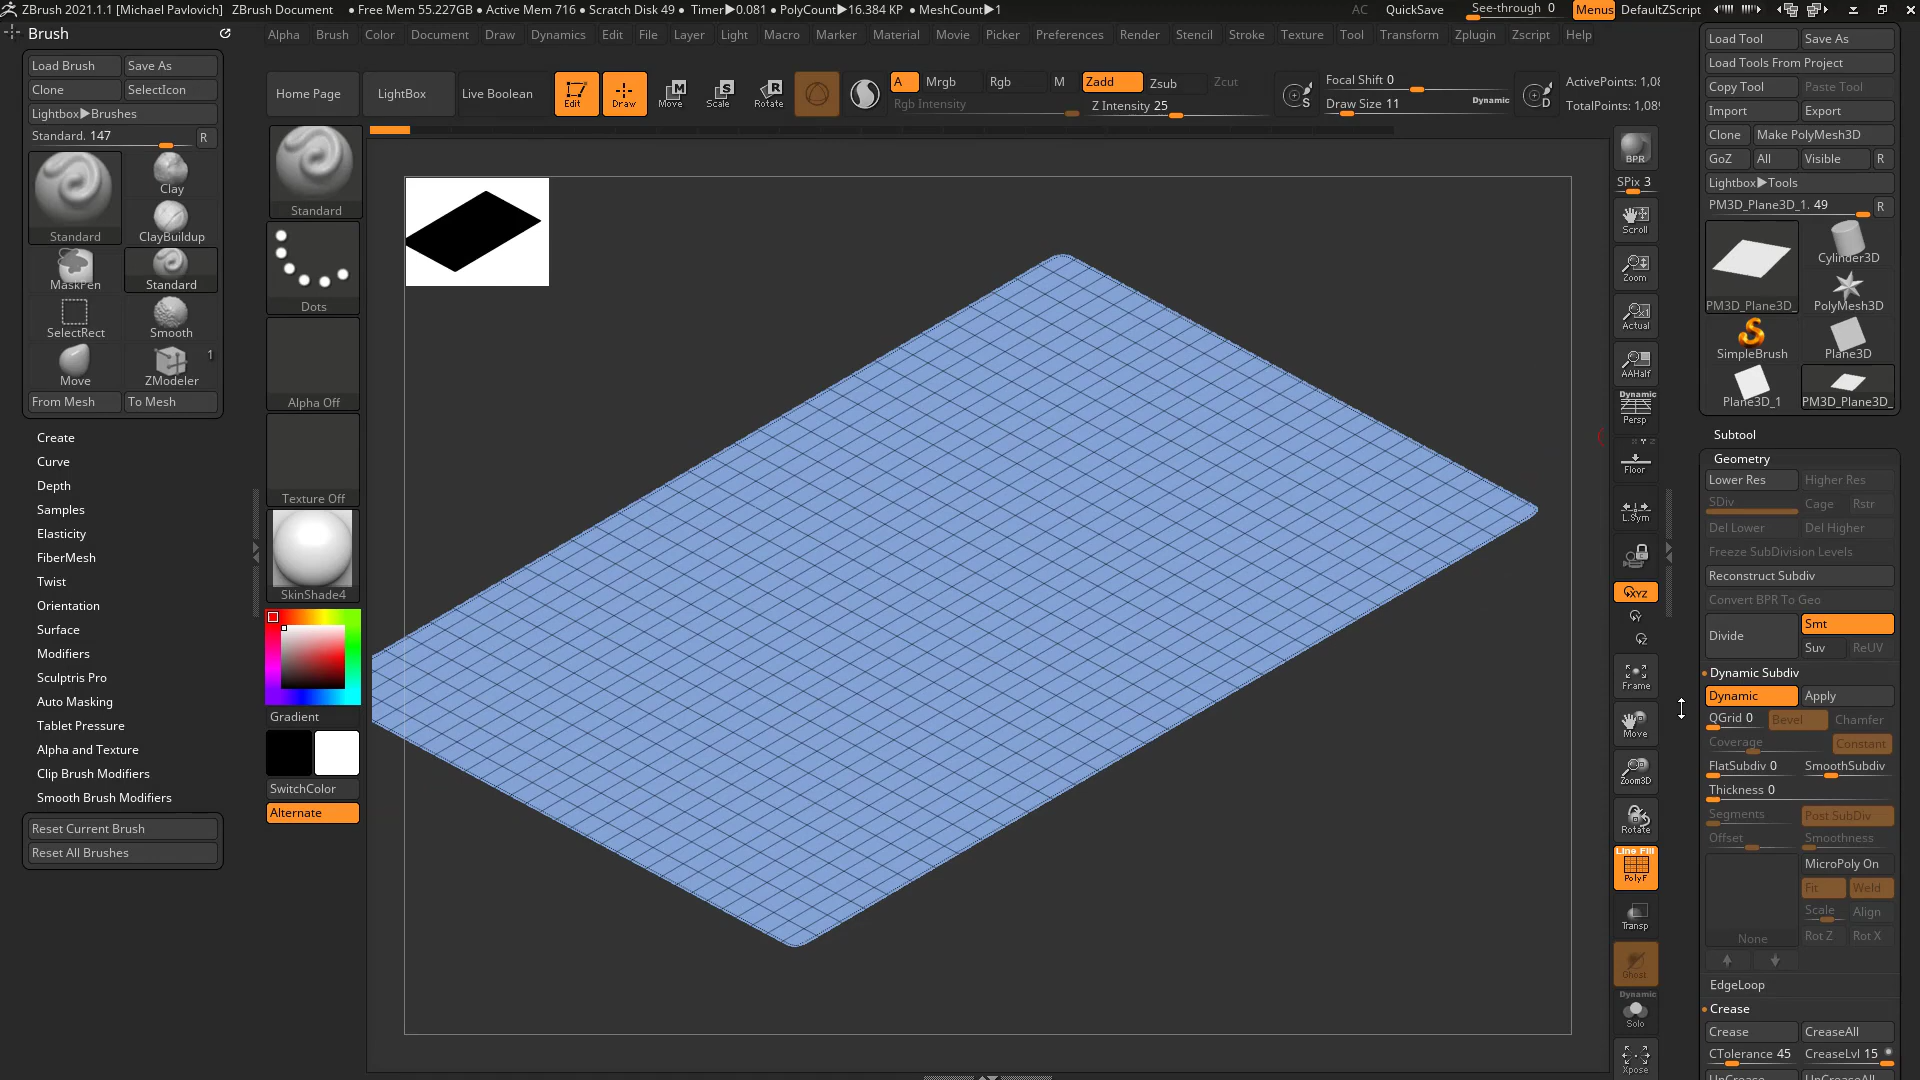 ZBrush 2021.1.1 [Michael Pavlovich] ZBrush Document • Free Mem 55.227GB • Active Mem 716 • Scratch Disk 49 • Timer▶0.081 • PolyCount▶16.384 KP • MeshCount▶1 AC QuickSave See-through 0 Menus DefaultZScript
Brush
Alpha Brush Color Document Draw Dynamics Edit File Layer Light Macro Marker Material Movie Picker Preferences Render Stencil Stroke Texture Tool Transform Zplugin Zscript Help
Load Brush Save As
Clone SelectIcon
Lightbox▶Brushes
Standard. 147 R
Standard
Clay
ClayBuildup
MaskPen
Standard
SelectRect
Smooth
Move
1
ZModeler
From Mesh To Mesh
Create
Curve
Depth
Samples
Elasticity
FiberMesh
Twist
Orientation
Surface
Modifiers
Sculptris Pro
Auto Masking
Tablet Pressure
Alpha and Texture
Clip Brush Modifiers
Smooth Brush Modifiers
Reset Current Brush
Reset All Brushes
Home Page LightBox Live Boolean Edit Draw Move Scale Rotate
A Mrgb Rgb M Zadd Zsub Zcut
Rgb Intensity Z Intensity 25
S Focal Shift 0
Draw Size 11 Dynamic D
ActivePoints: 1,08
TotalPoints: 1,08
Standard
Dots
Alpha Off
Texture Off
SkinShade4
Gradient
SwitchColor
Alternate
BPR
SPix 3
Scroll
Zoom
Actual
AAHalf
Dynamic
Persp
Floor
L.Sym
XYZ
Y
Z
Frame
Move
Zoom3D
Rotate
Line Fill
PolyF
Transp
Ghost
Dynamic
Solo
Xpose
Load Tool Save As
Load Tools From Project
Copy Tool Paste Tool
Import Export
Clone Make PolyMesh3D
GoZ All Visible R
Lightbox▶Tools
PM3D_Plane3D_1. 49 R
PM3D_Plane3D_
Cylinder3D
PolyMesh3D
SimpleBrush
Plane3D
Plane3D_1
PM3D_Plane3D_
Subtool
Geometry
Lower Res Higher Res
SDiv Cage Rstr
Del Lower Del Higher
Freeze SubDivision Levels
Reconstruct Subdiv
Convert BPR To Geo
Divide Smt
Suv ReUV
Dynamic Subdiv
Dynamic Apply
QGrid 0 Bevel Chamfer
Coverage Constant
FlatSubdiv 0 SmoothSubdiv
Thickness 0
Segments Post SubDiv
Offset Smoothness
MicroPoly On
Fit Weld
Scale Align
None Rot Z Rot X
EdgeLoop
Crease
Crease CreaseAll
CTolerance 45 CreaseLvl 15
UnCrease UnCreaseAll